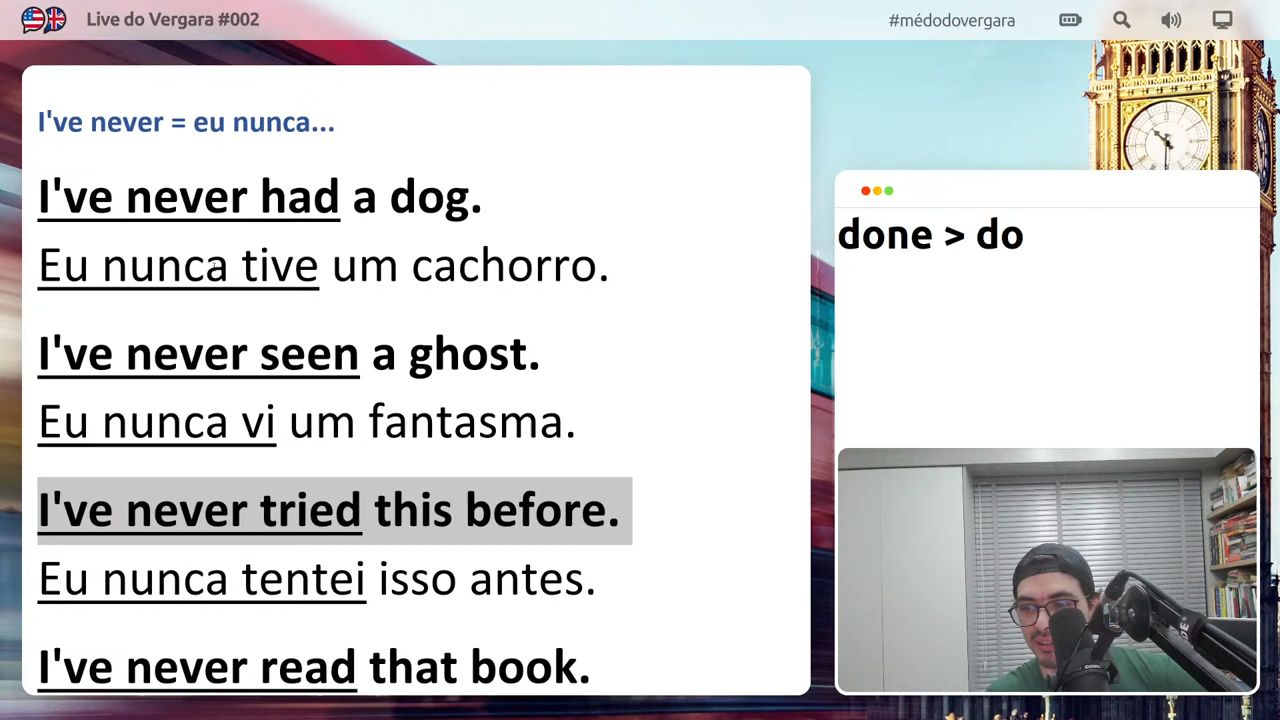 Live do Vergara #002
#médodovergara
I've never = eu nunca...
I've never had a dog.
Eu nunca tive um cachorro.
I've never seen a ghost.
Eu nunca vi um fantasma.
I've never tried this before.
Eu nunca tentei isso antes.
I've never read that book.
done > do